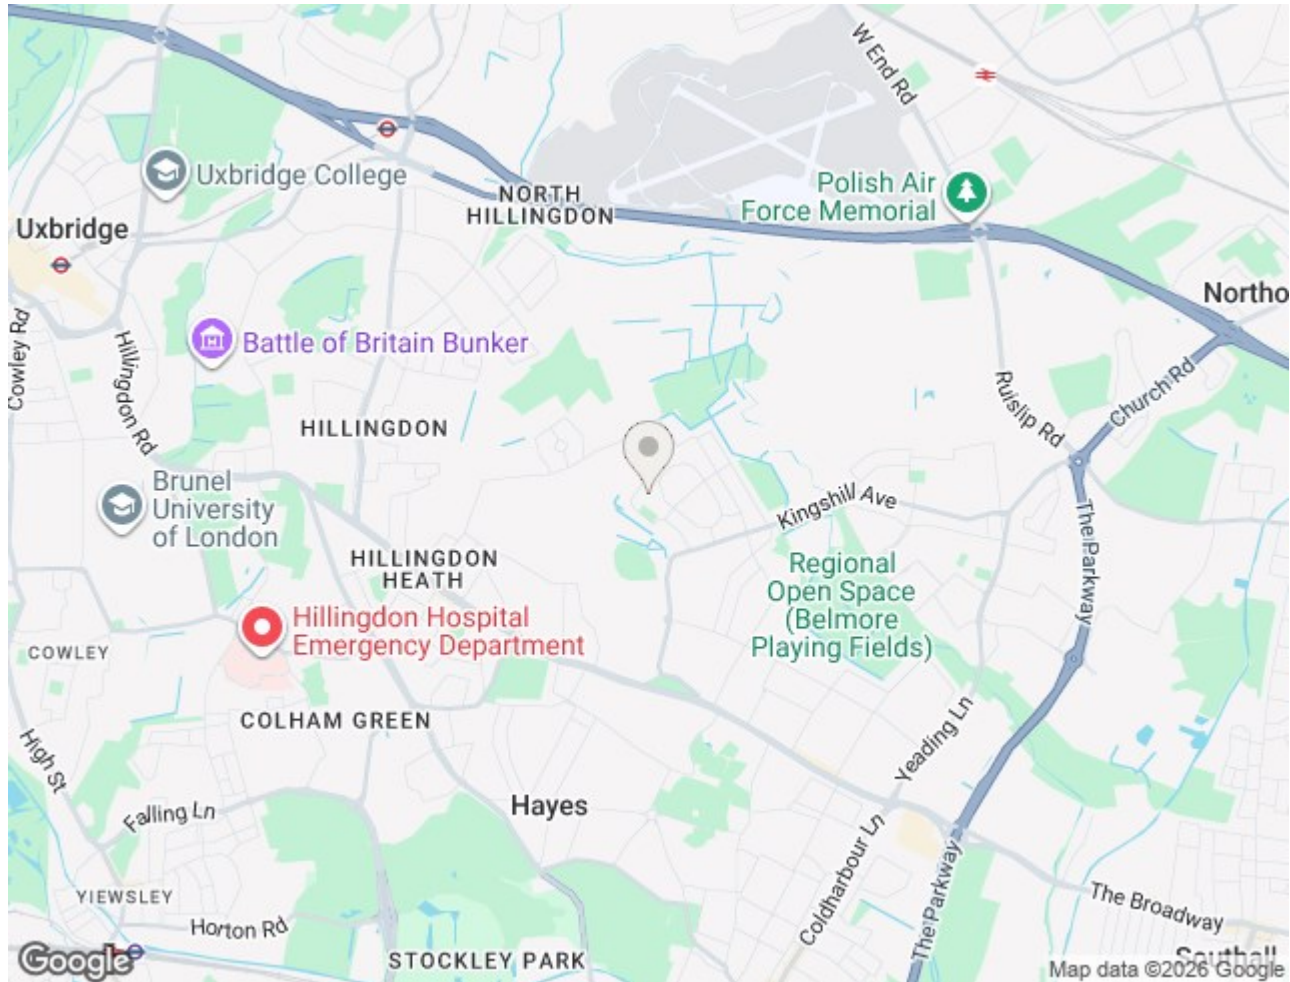 W End Rd
Uxbridge College
NORTH
HILLINGDON
Polish Air
Force Memorial
Uxbridge
Northo
Cowley Rd
Hillingdon Rd
Battle of Britain Bunker
Church Rd
Ruislip Rd
HILLINGDON
Brunel
University
of London
Kingshill Ave
The Parkway
HILLINGDON
HEATH
Regional
Open Space
(Belmore
Playing Fields)
Hillingdon Hospital
Emergency Department
COWLEY
COLHAM GREEN
High St
Yeading Ln
Falling Ln
Hayes
Coldharbour Ln
The Parkway
YIEWSLEY
Horton Rd
The Broadway
STOCKLEY PARK
Southall
Google
Map data ©2026 Google